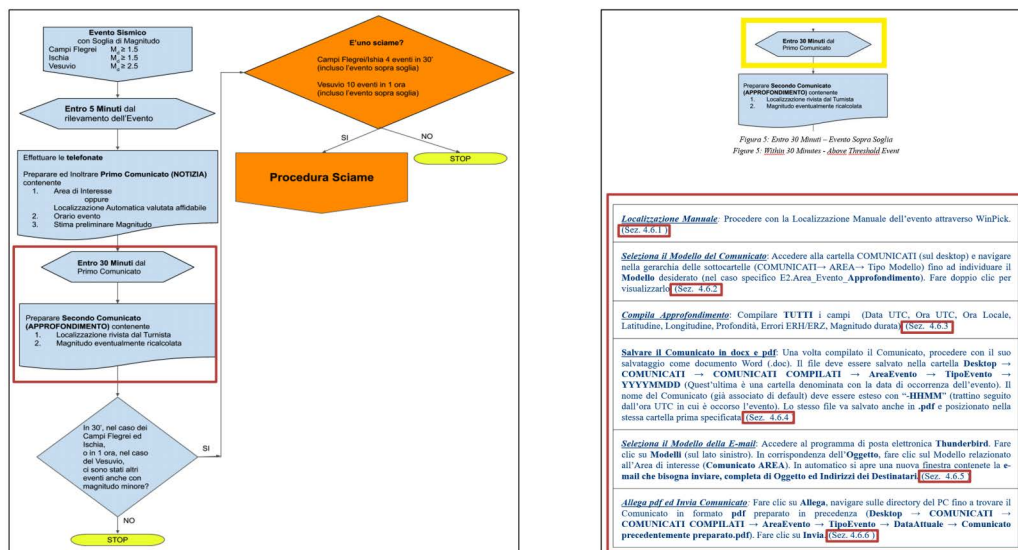 Evento Sismico
con Soglia di Magnitudo
Campi Flegrei M_d ≥ 1.5
Ischia M_d ≥ 1.5
Vesuvio M_d ≥ 2.5
Entro 5 Minuti dal
rilevamento dell'Evento
Effettuare le telefonate
Preparare ed Inoltrare Primo Comunicato (NOTIZIA)
contenente
1. Area di Interesse
oppure
Localizzazione Automatica valutata affidabile
2. Orario evento
3. Stima preliminare Magnitudo
Entro 30 Minuti dal
Primo Comunicato
Preparare Secondo Comunicato
(APPROFONDIMENTO) contenente
1. Localizzazione rivista dal Turnista
2. Magnitudo eventualmente ricalcolata
In 30', nel caso dei
Campi Flegrei ed
Ischia,
o in 1 ora, nel caso
del Vesuvio,
ci sono stati altri
eventi anche con
magnitudo minore?
SI
NO
STOP
E'uno sciame?
Campi Flegrei/Ishia 4 eventi in 30'
(incluso l'evento sopra soglia)
Vesuvio 10 eventi in 1 ora
(incluso l'evento sopra soglia)
SI
NO
STOP
Procedura Sciame
Entro 30 Minuti dal
Primo Comunicato
Preparare Secondo Comunicato
(APPROFONDIMENTO) contenente
1. Localizzazione rivista dal Turnista
2. Magnitudo eventualmente ricalcolata
Figura 5: Entro 30 Minuti – Evento Sopra Soglia
Figure 5: Within 30 Minutes - Above Threshold Event
Localizzazione Manuale: Procedere con la Localizzazione Manuale dell'evento attraverso WinPick.
(Sez. 4.6.1 )
Seleziona il Modello del Comunicato: Accedere alla cartella COMUNICATI (sul desktop) e navigare
nella gerarchia delle sottocartelle (COMUNICATI→ AREA→ Tipo Modello) fino ad individuare il
Modello desiderato (nel caso specifico E2.Area_Evento_Approfondimento). Fare doppio clic per
visualizzarlo. (Sez. 4.6.2
Compila Approfondimento: Compilare TUTTI i campi (Data UTC, Ora UTC, Ora Locale,
Latitudine, Longitudine, Profondità, Errori ERH/ERZ, Magnitudo durata). (Sez. 4.6.3
Salvare il Comunicato in docx e pdf: Una volta compilato il Comunicato, procedere con il suo
salvataggio come documento Word (.doc). Il file deve essere salvato nella cartella Desktop →
COMUNICATI → COMUNICATI COMPILATI → AreaEvento → TipoEvento →
YYYYMMDD (Quest'ultima è una cartella denominata con la data di occorrenza dell'evento). Il
nome del Comunicato (già associato di default) deve essere esteso con "-HHMM" (trattino seguito
dall'ora UTC in cui è occorso l'evento). Lo stesso file va salvato anche in .pdf e posizionato nella
stessa cartella prima specificata. (Sez. 4.6.4
Seleziona il Modello della E-mail: Accedere al programma di posta elettronica Thunderbird. Fare
clic su Modelli (sul lato sinistro). In corrispondenza dell'Oggetto, fare clic sul Modello relazionato
all'Area di interesse (Comunicato AREA). In automatico si apre una nuova finestra contenete la e-
mail che bisogna inviare, completa di Oggetto ed Indirizzi dei Destinatari. (Sez. 4.6.5 )
Allega pdf ed Invia Comunicato: Fare clic su Allega, navigare sulle directory del PC fino a trovare il
Comunicato in formato pdf preparato in precedenza (Desktop → COMUNICATI →
COMUNICATI COMPILATI → AreaEvento → TipoEvento → DataAttuale → Comunicato
precedentemente preparato.pdf). Fare clic su Invia. (Sez. 4.6.6 )